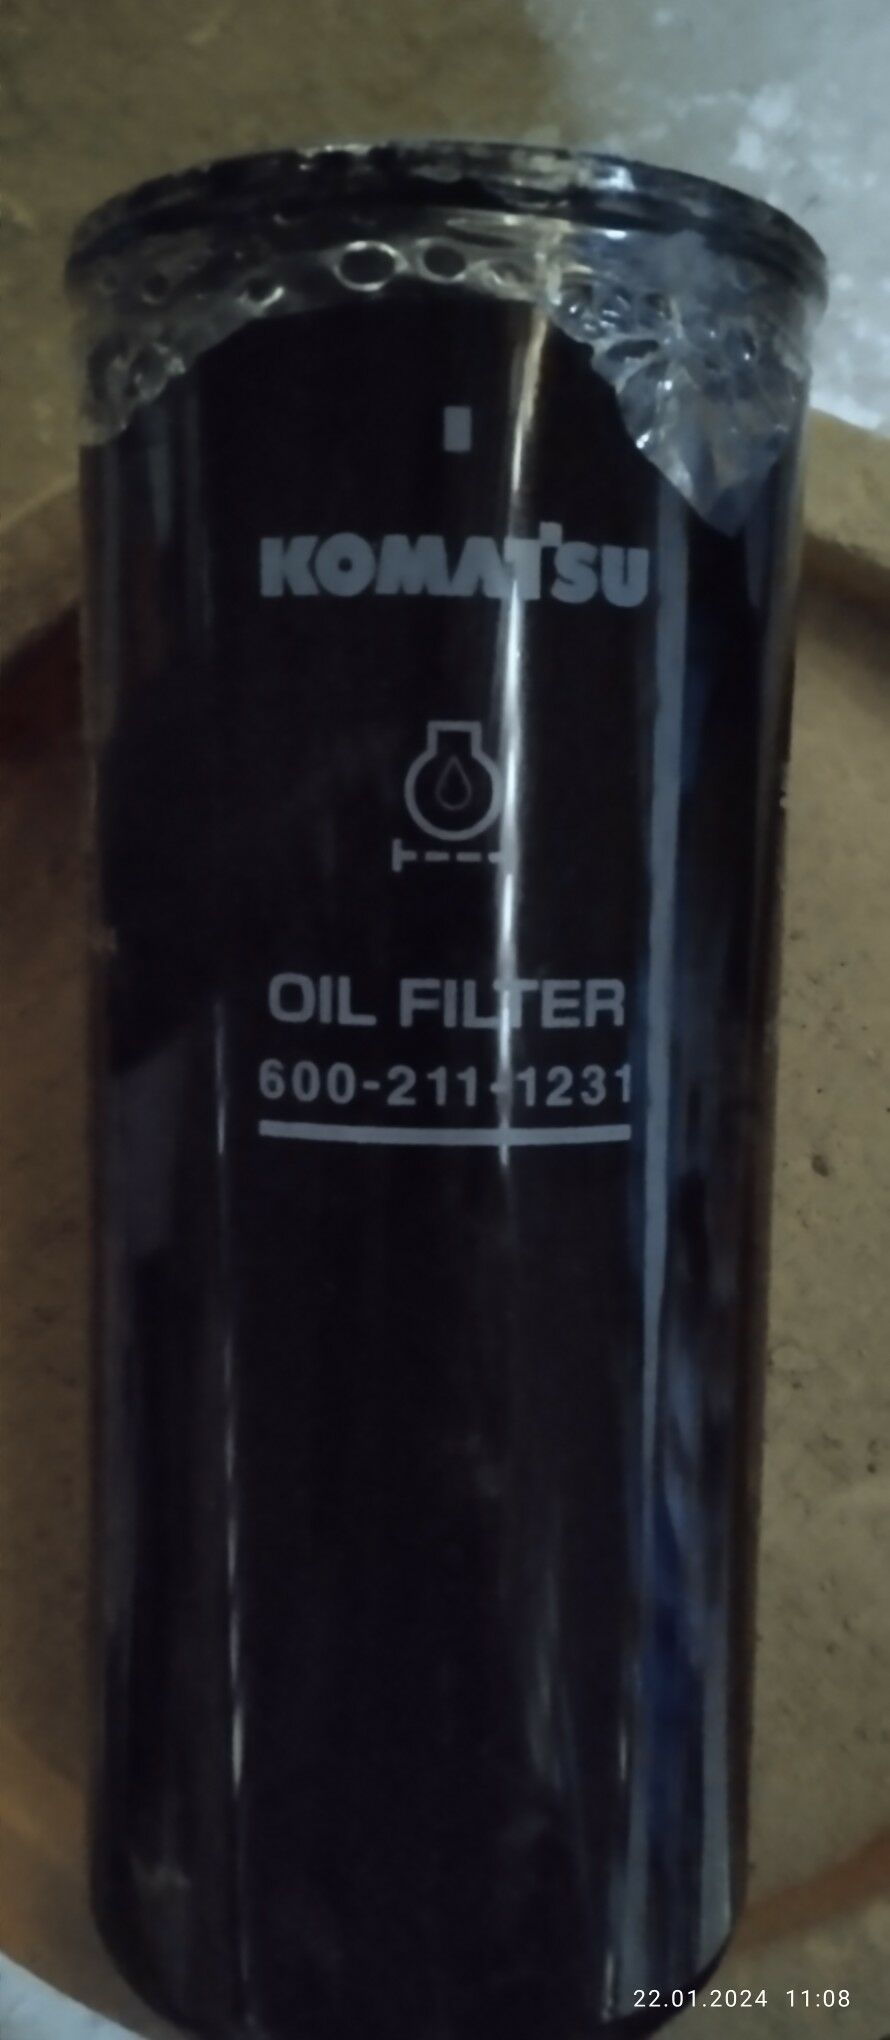 KOMATSU
OIL FILTER
600-211-1231
22.01.2024 11:08